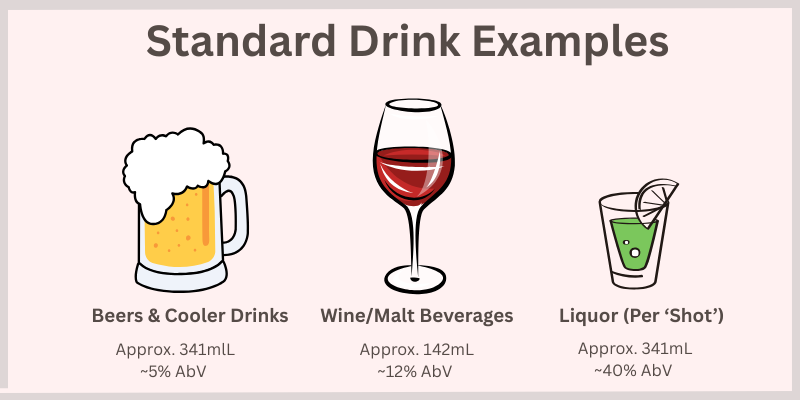 Standard Drink Examples
Beers & Cooler Drinks
Wine/Malt Beverages
Liquor (Per ‘Shot’)
Approx. 341mlL
~5% AbV
Approx. 142mL
~12% AbV
Approx. 341mL
~40% AbV